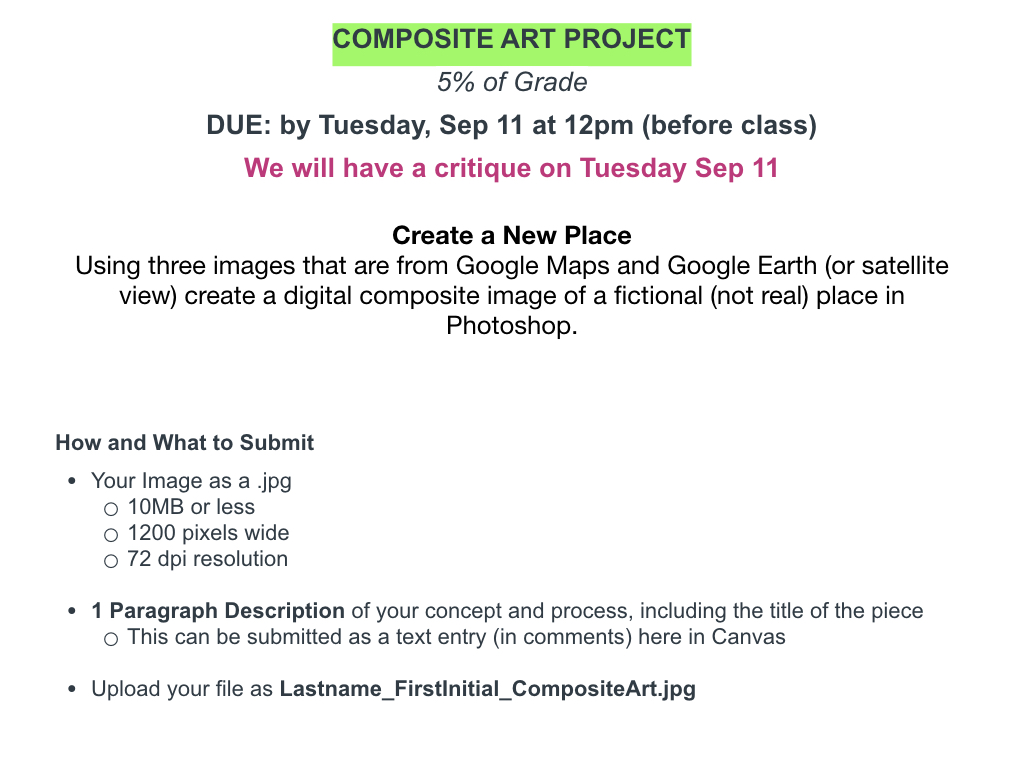 COMPOSITE ART PROJECT
5% of Grade
DUE: by Tuesday, Sep 11 at 12pm (before class)
We will have a critique on Tuesday Sep 11
Create a New Place
Using three images that are from Google Maps and Google Earth (or satellite
view) create a digital composite image of a fictional (not real) place in
Photoshop.
How and What to Submit
• Your Image as a .jpg
○ 10MB or less
○ 1200 pixels wide
○ 72 dpi resolution
• 1 Paragraph Description of your concept and process, including the title of the piece
○ This can be submitted as a text entry (in comments) here in Canvas
• Upload your file as Lastname_FirstInitial_CompositeArt.jpg